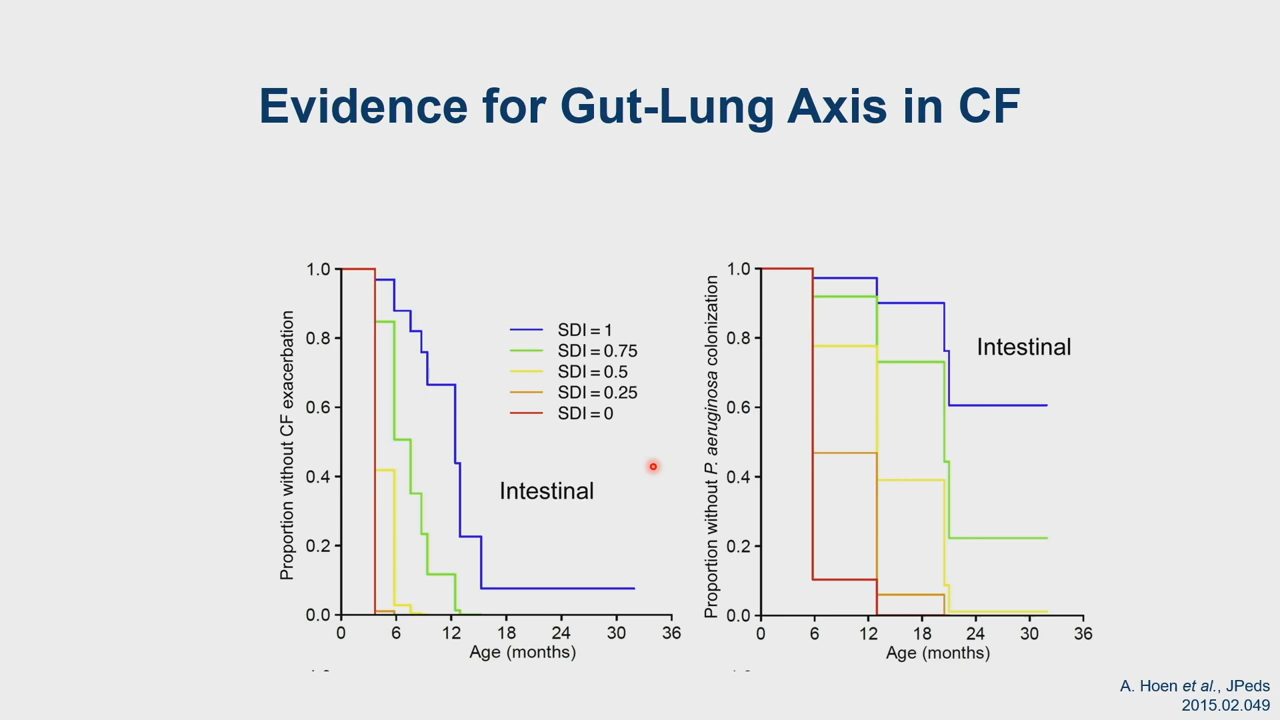 Evidence for Gut-Lung Axis in CF
Proportion without CF exacerbation
1.0
0.8
0.6
0.4
0.2
0.0
0 6 12 18 24 30 36
Age (months)
SDI = 1
SDI = 0.75
SDI = 0.5
SDI = 0.25
SDI = 0
Intestinal
Proportion without P. aeruginosa colonization
1.0
0.8
0.6
0.4
0.2
0.0
0 6 12 18 24 30 36
Age (months)
Intestinal
A. Hoen et al., JPeds
2015.02.049